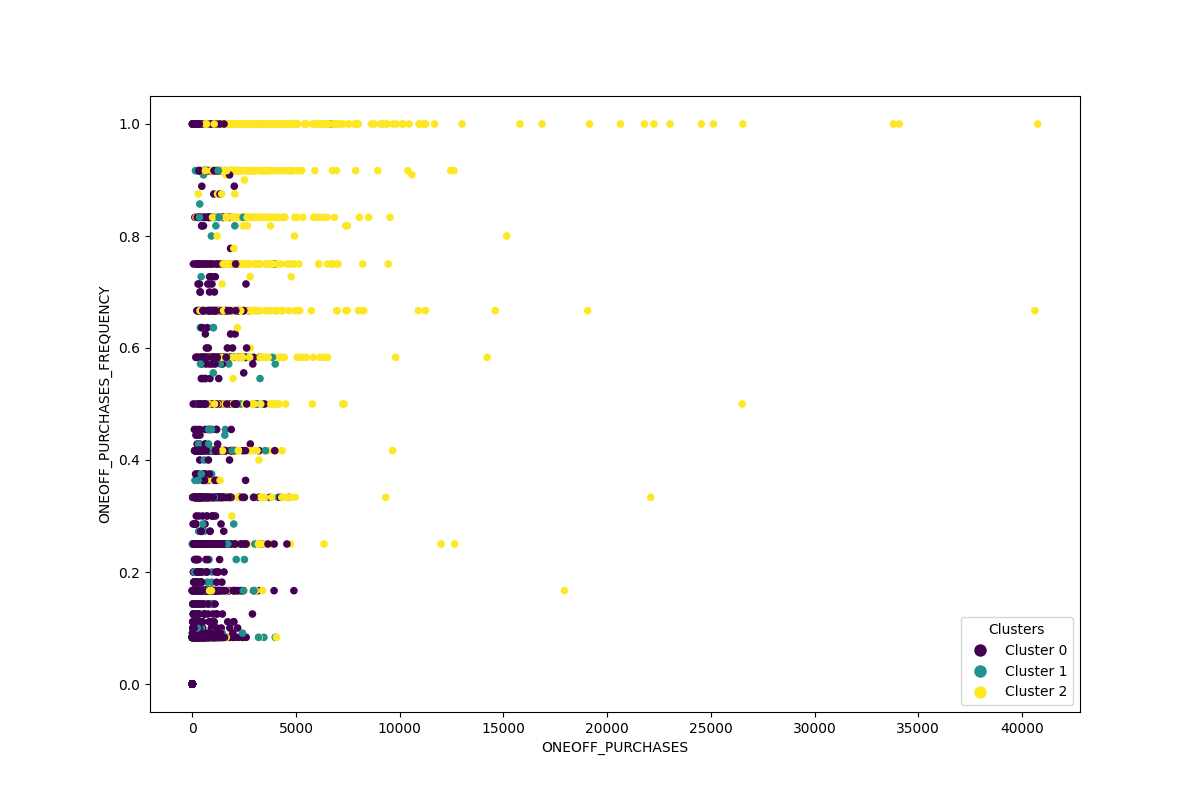 1.0
0.8
0.6
0.4
0.2
0.0
ONEOFF_PURCHASES_FREQUENCY
Clusters
Cluster 0
Cluster 1
Cluster 2
0 5000 10000 15000 20000 25000 30000 35000 40000
ONEOFF_PURCHASES